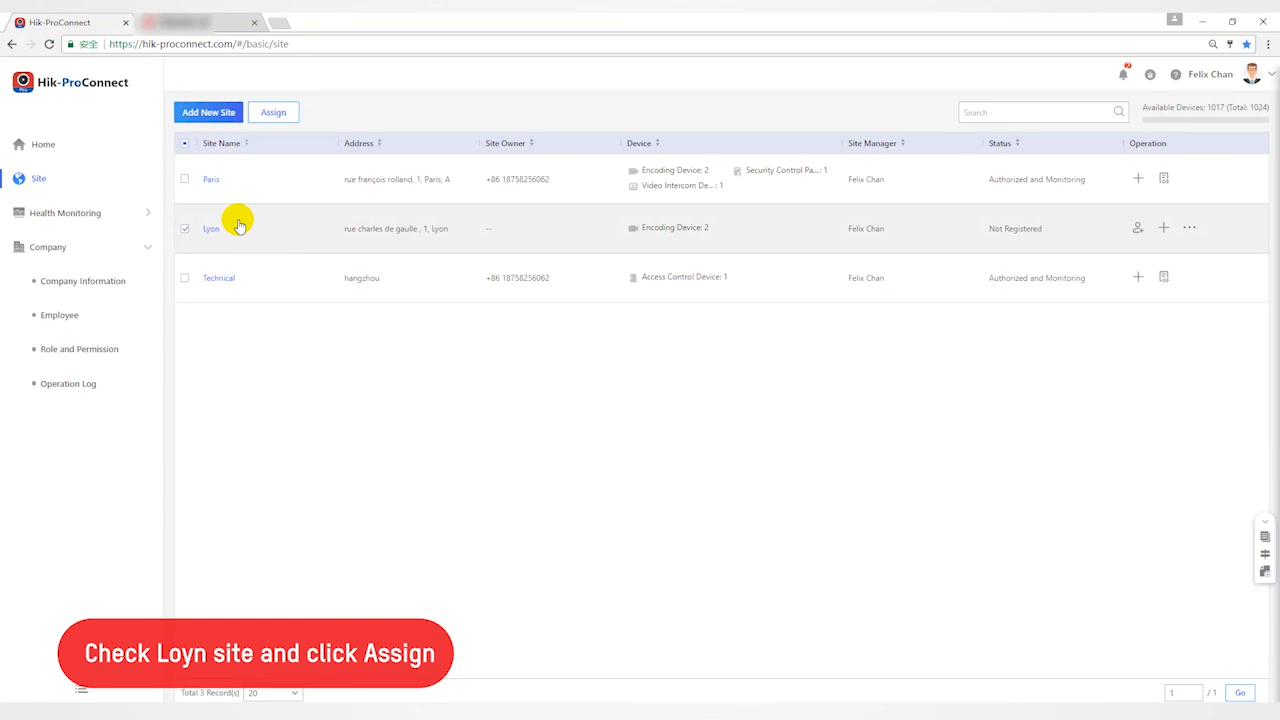 Hik-ProConnect
安全 https://hik-proconnect.com/#/basic/site
Hik-ProConnect
2
Felix Chan
Home
Site
Health Monitoring
Company
Company Information
Employee
Role and Permission
Operation Log
Add New Site Assign Search Available Devices: 1017 (Total: 1024)
Site Name Address Site Owner Device Site Manager Status Operation
Paris rue françois rolland, 1, Paris, A +86 18758256062 Encoding Device: 2 Security Control Pa...: 1 Video Intercom De...: 1 Felix Chan Authorized and Monitoring
Lyon rue charles de gaulle , 1, Lyon -- Encoding Device: 2 Felix Chan Not Registered
Technical hangzhou +86 18758256062 Access Control Device: 1 Felix Chan Authorized and Monitoring
Check Loyn site and click Assign
Total 3 Record(s) 20 1 / 1 Go